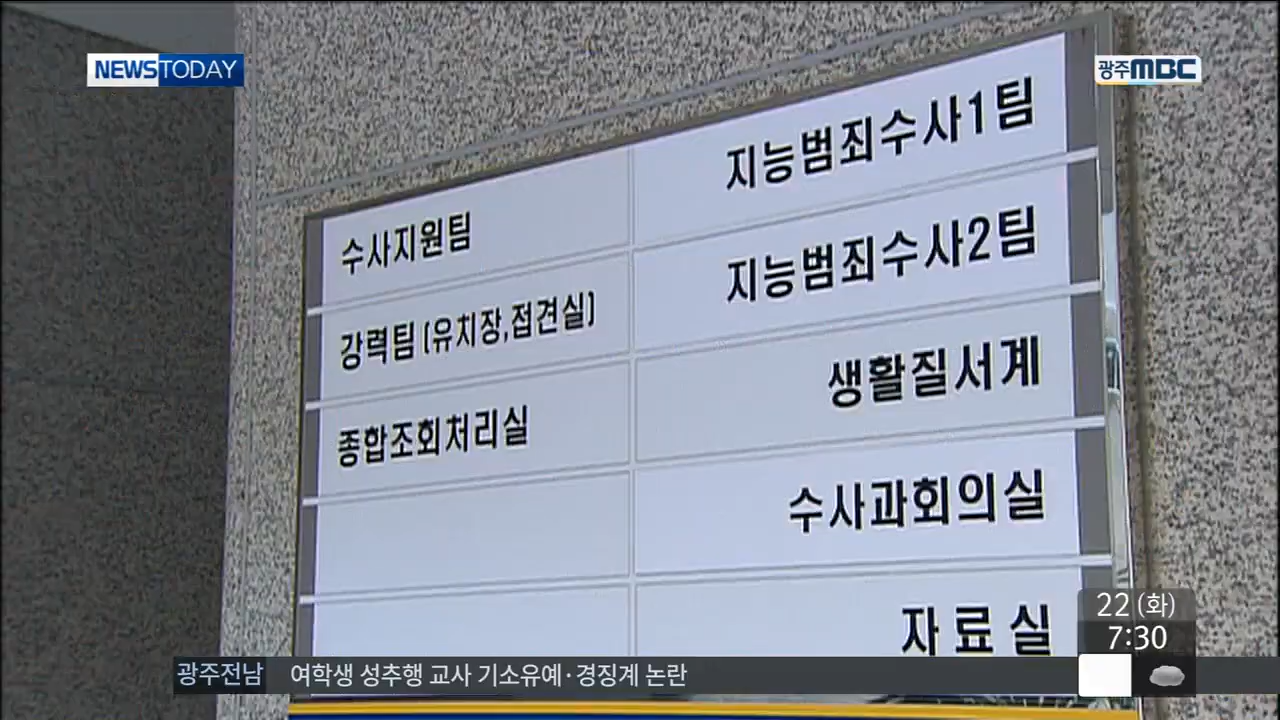 NEWSTODAY
광주MBC
수사지원팀
강력팀 (유치장,접견실)
종합조회처리실
지능범죄수사1팀
지능범죄수사2팀
생활질서계
수사과회의실
자료실
22 (화)
7:30
광주전남 여학생 성추행 교사 기소유예·경징계 논란